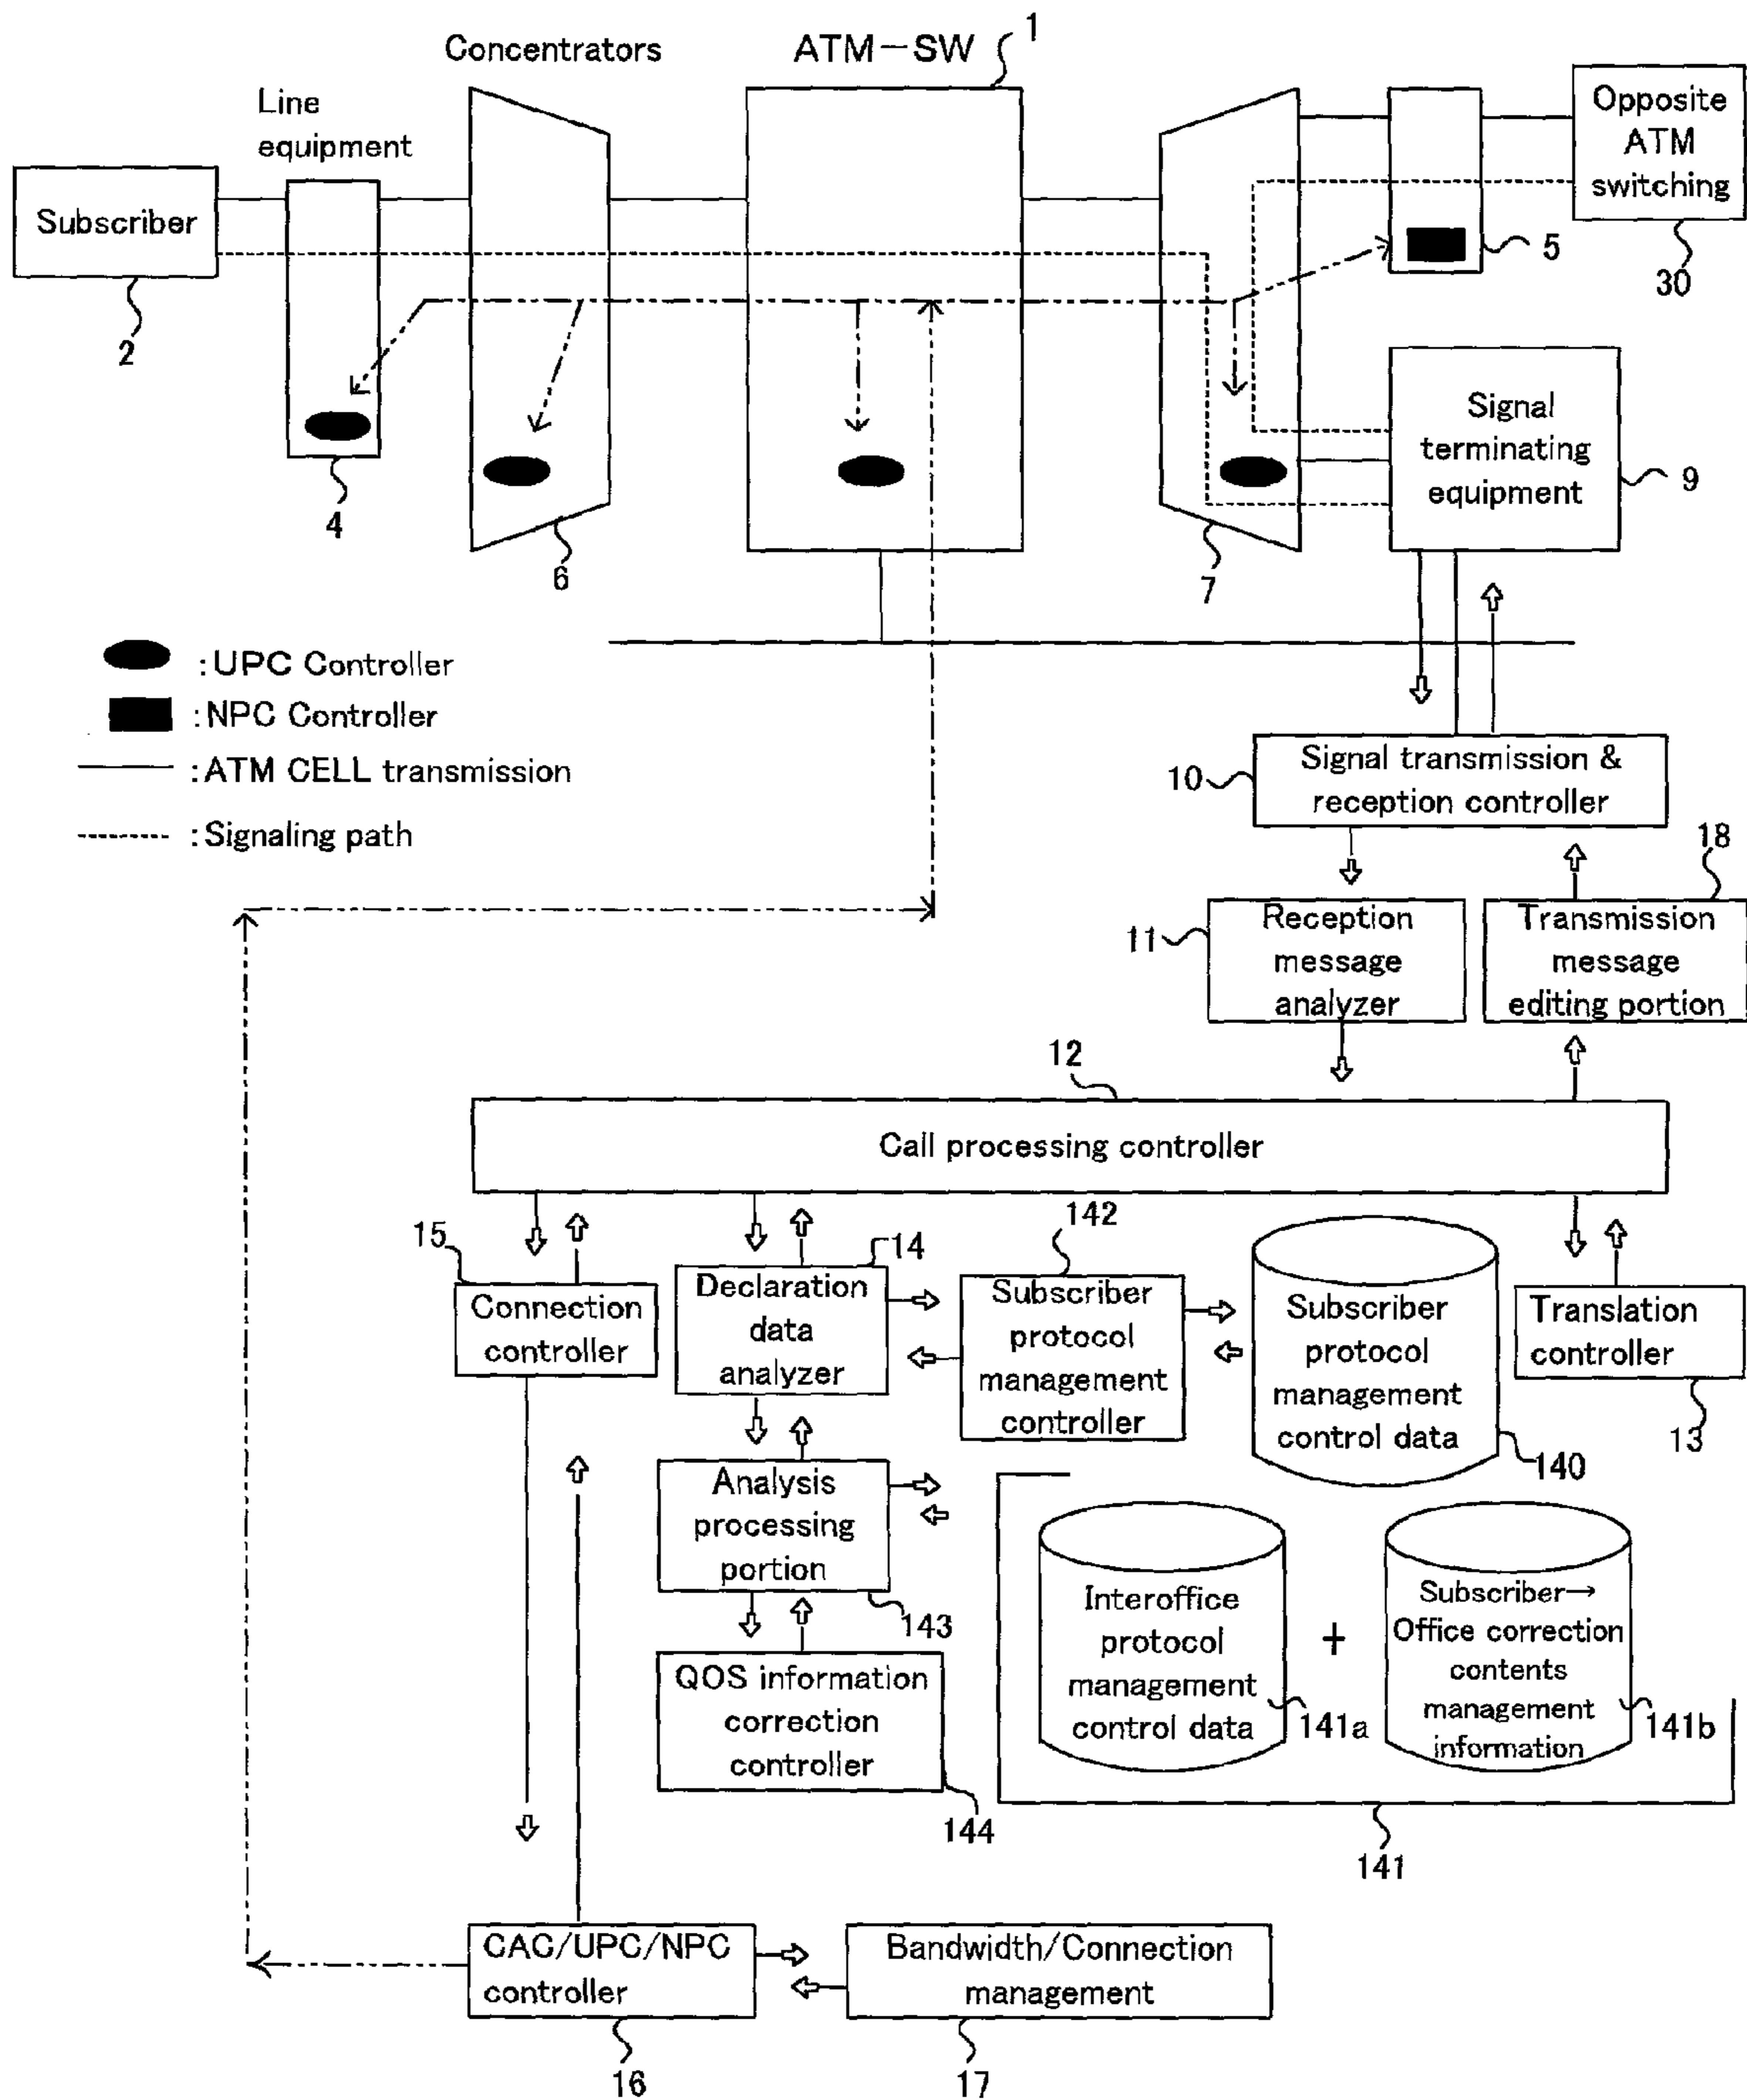 Concentrators
ATM-SW
1
Line
equipment
Subscriber
2
4
6
7
Opposite
ATM
switching
5
30
Signal
terminating
equipment
9
:UPC Controller
:NPC Controller
:ATM CELL transmission
:Signaling path
10
Signal transmission &
reception controller
18
11
Reception
message
analyzer
Transmission
message
editing portion
12
Call processing controller
15
Connection
controller
14
Declaration
data
analyzer
142
Subscriber
protocol
management
controller
Subscriber
protocol
management
control data
140
Translation
controller
13
Analysis
processing
portion
143
QOS information
correction
controller
144
Interoffice
protocol
management
control data
141a
+
Subscriber→
Office correction
contents
management
information
141b
141
CAC/UPC/NPC
controller
16
Bandwidth/Connection
management
17